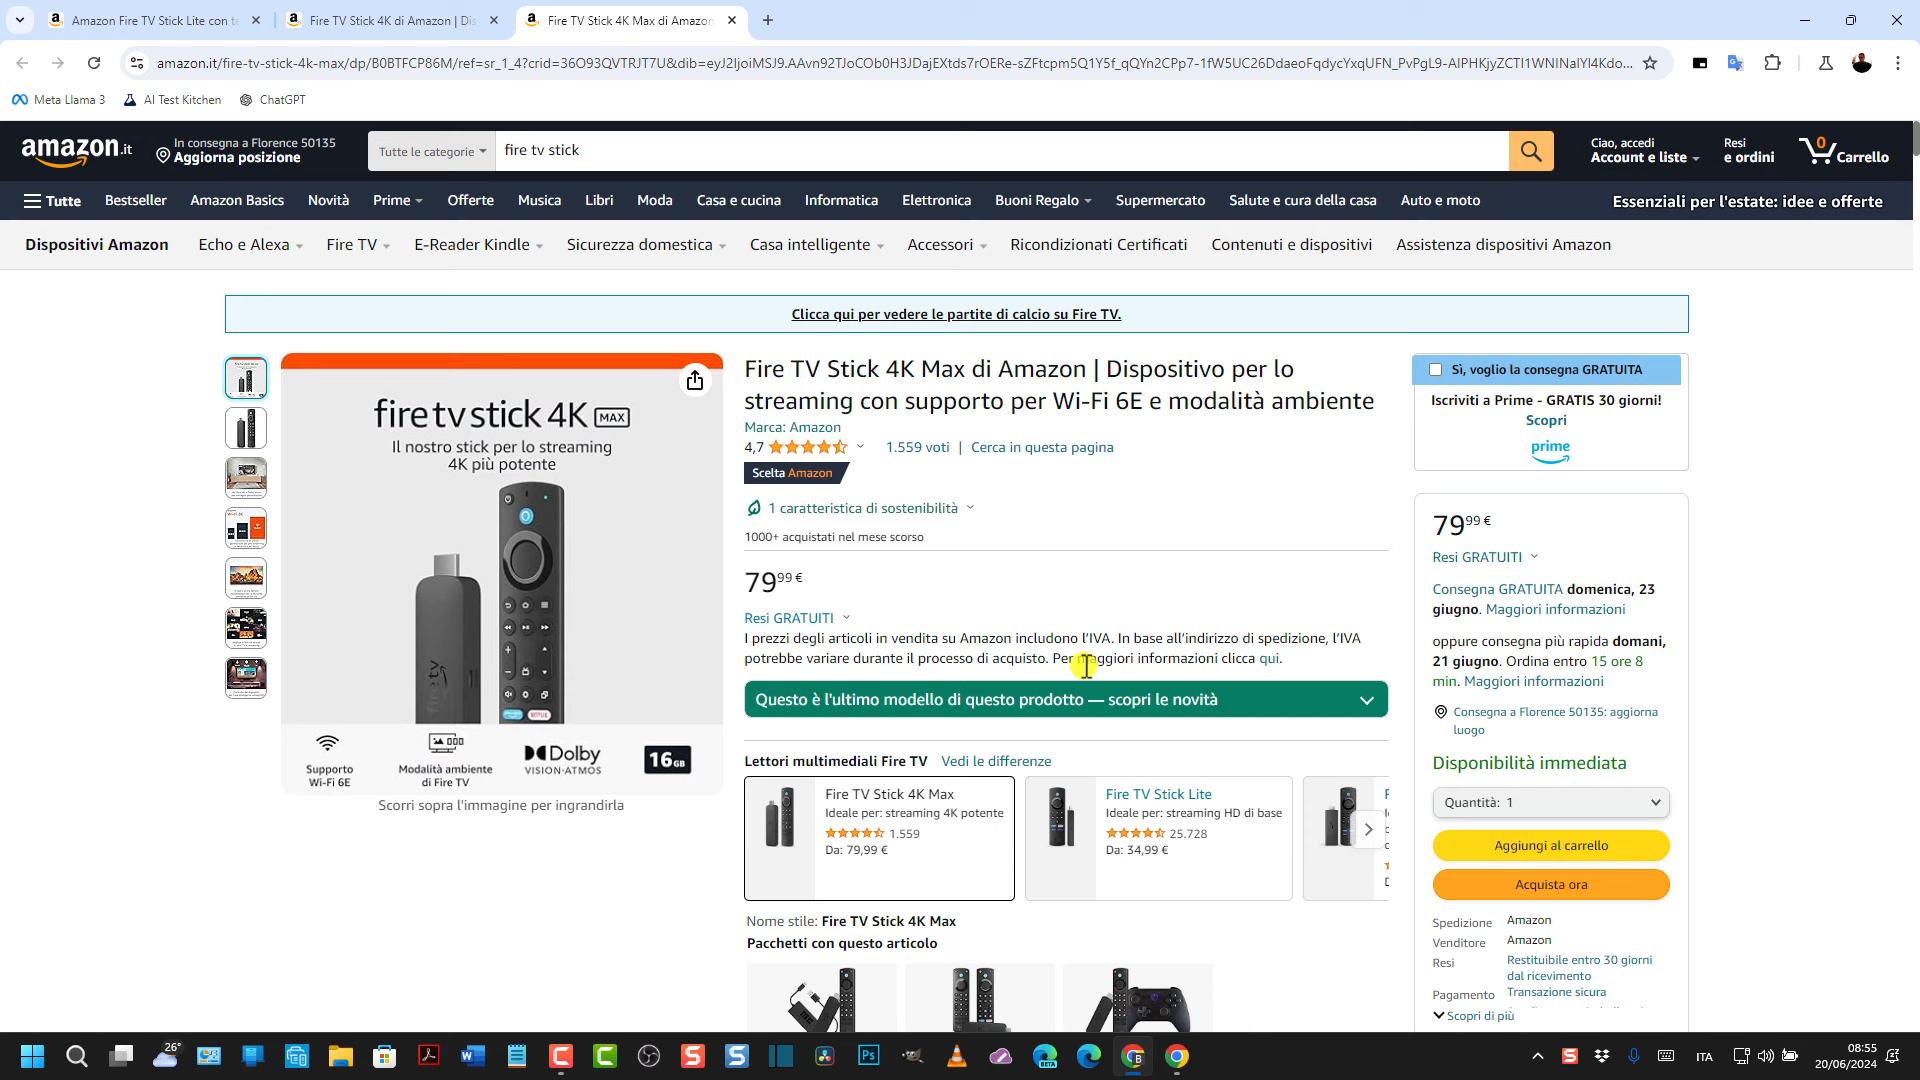 Amazon Fire TV Stick Lite con te
Fire TV Stick 4K di Amazon | Dis
Fire TV Stick 4K Max di Amazon
amazon.it/fire-tv-stick-4k-max/dp/B0BTFCP86M/ref=sr_1_4?crid=36O93QVTRJT7U&dib=eyJ2IjoiMSJ9.AAvn92TJoCOb0H3JDajEXtds7rOERe-sZFtcpm5Q1Y5f_qQYn2CPp7-1fW5UC26DdaeoFqdycYxqUFN_PvPgL9-AIPHKjyZCTI1WNINaIYl4Kdo...
Meta Llama 3
AI Test Kitchen
ChatGPT
amazon.it
In consegna a Florence 50135
Aggiorna posizione
Tutte le categorie
fire tv stick
Ciao, accedi
Account e liste
Resi
e ordini
0
Carrello
Tutte
Bestseller
Amazon Basics
Novità
Prime
Offerte
Musica
Libri
Moda
Casa e cucina
Informatica
Elettronica
Buoni Regalo
Supermercato
Salute e cura della casa
Auto e moto
Essenziali per l'estate: idee e offerte
Dispositivi Amazon
Echo e Alexa
Fire TV
E-Reader Kindle
Sicurezza domestica
Casa intelligente
Accessori
Ricondizionati Certificati
Contenuti e dispositivi
Assistenza dispositivi Amazon
Clicca qui per vedere le partite di calcio su Fire TV.
fire tv stick 4K MAX
Il nostro stick per lo streaming
4K più potente
fire tv
NETFLIX
Supporto
Wi-Fi 6E
Modalità ambiente
di Fire TV
Dolby
VISION·ATMOS
16GB
Scorri sopra l'immagine per ingrandirla
Fire TV Stick 4K Max di Amazon | Dispositivo per lo
streaming con supporto per Wi-Fi 6E e modalità ambiente
Marca: Amazon
4,7
1.559 voti | Cerca in questa pagina
Scelta Amazon
1 caratteristica di sostenibilità
1000+ acquistati nel mese scorso
79,99 €
Resi GRATUITI
I prezzi degli articoli in vendita su Amazon includono l'IVA. In base all'indirizzo di spedizione, l'IVA
potrebbe variare durante il processo di acquisto. Per maggiori informazioni clicca qui.
Questo è l'ultimo modello di questo prodotto — scopri le novità
Lettori multimediali Fire TV Vedi le differenze
Fire TV Stick 4K Max
Ideale per: streaming 4K potente
1.559
Da: 79,99 €
Fire TV Stick Lite
Ideale per: streaming HD di base
25.728
Da: 34,99 €
Nome stile: Fire TV Stick 4K Max
Pacchetti con questo articolo
Sì, voglio la consegna GRATUITA
Iscriviti a Prime - GRATIS 30 giorni!
Scopri
prime
79,99 €
Resi GRATUITI
Consegna GRATUITA domenica, 23
giugno. Maggiori informazioni
oppure consegna più rapida domani,
21 giugno. Ordina entro 15 ore 8
min. Maggiori informazioni
Consegna a Florence 50135: aggiorna
luogo
Disponibilità immediata
Quantità: 1
Aggiungi al carrello
Acquista ora
Spedizione Amazon
Venditore Amazon
Resi Restituibile entro 30 giorni
dal ricevimento
Pagamento Transazione sicura
Scopri di più
26°
ITA
08:55
20/06/2024